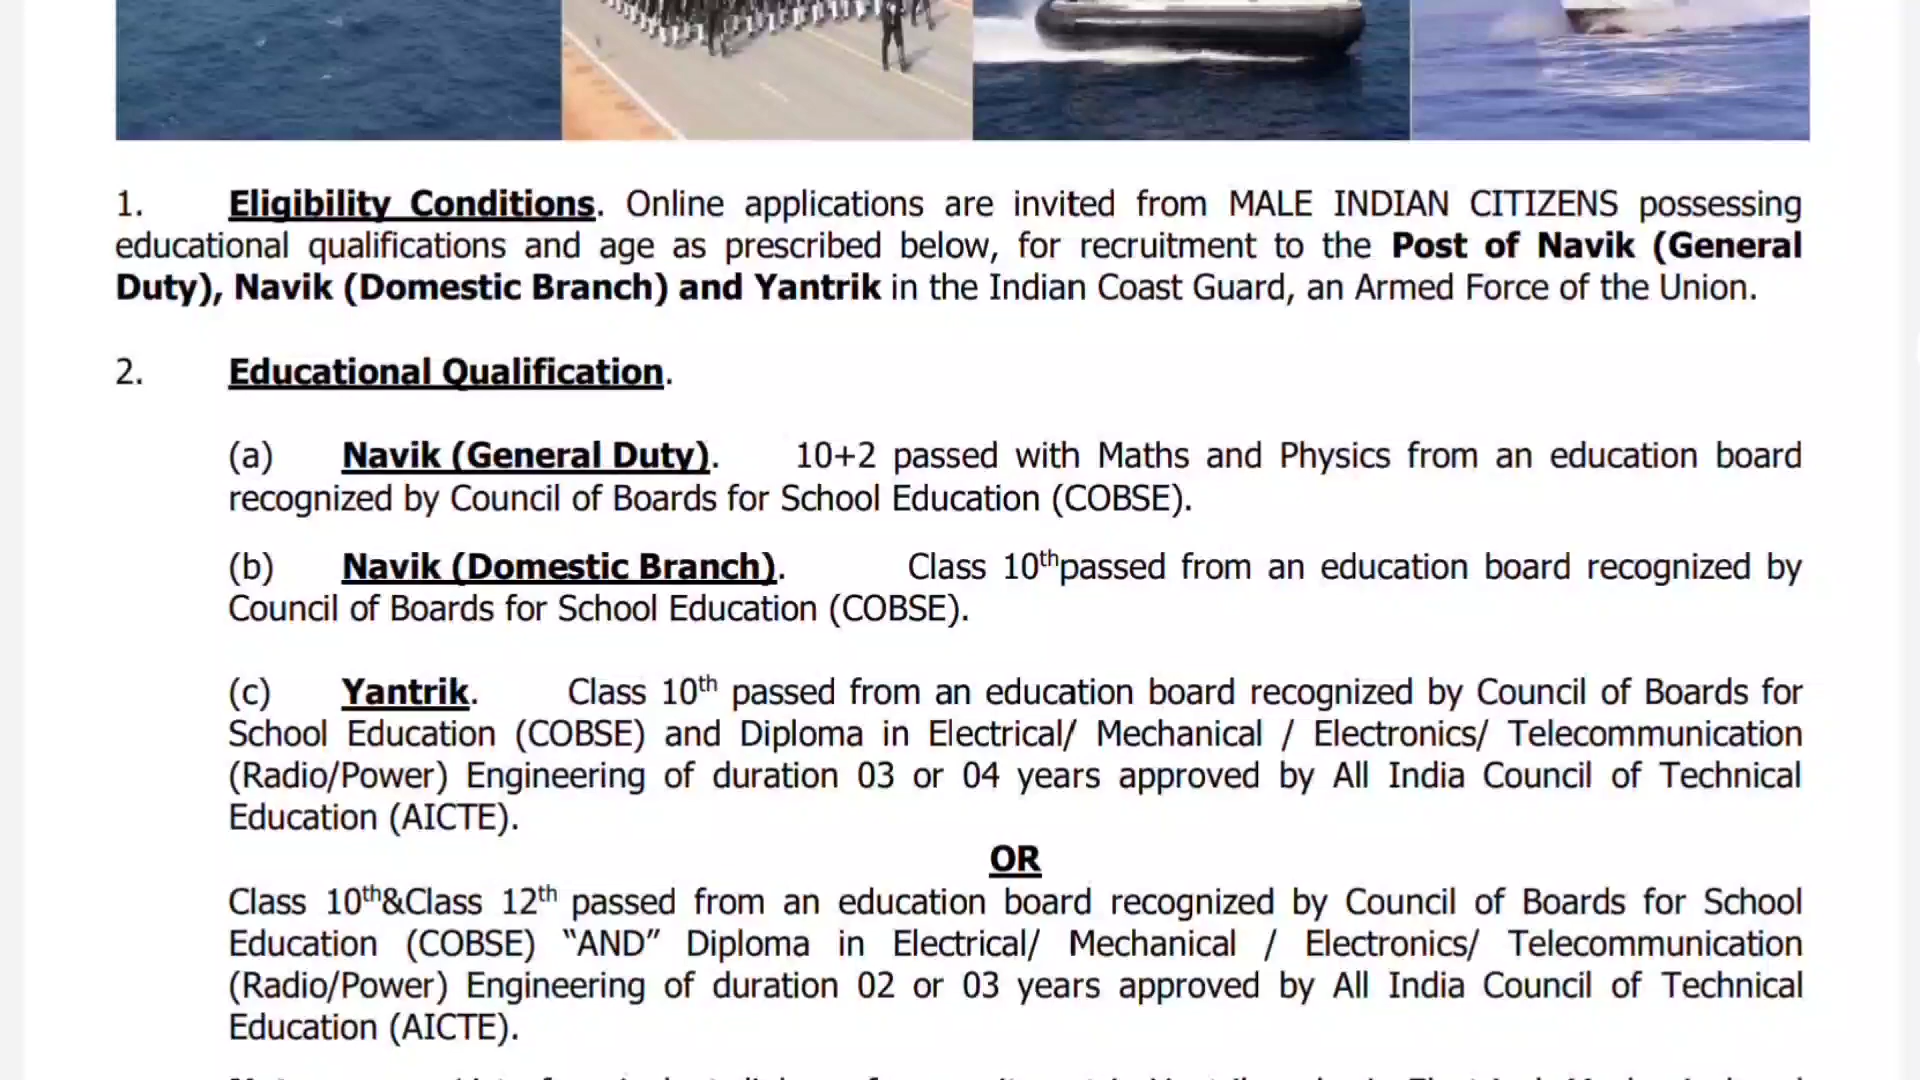 1. Eligibility Conditions. Online applications are invited from MALE INDIAN CITIZENS possessing
educational qualifications and age as prescribed below, for recruitment to the Post of Navik (General
Duty), Navik (Domestic Branch) and Yantrik in the Indian Coast Guard, an Armed Force of the Union.
2. Educational Qualification.
(a) Navik (General Duty). 10+2 passed with Maths and Physics from an education board
recognized by Council of Boards for School Education (COBSE).
(b) Navik (Domestic Branch). Class 10thpassed from an education board recognized by
Council of Boards for School Education (COBSE).
(c) Yantrik. Class 10th passed from an education board recognized by Council of Boards for
School Education (COBSE) and Diploma in Electrical/ Mechanical / Electronics/ Telecommunication
(Radio/Power) Engineering of duration 03 or 04 years approved by All India Council of Technical
Education (AICTE).
OR
Class 10th&Class 12th passed from an education board recognized by Council of Boards for School
Education (COBSE) “AND” Diploma in Electrical/ Mechanical / Electronics/ Telecommunication
(Radio/Power) Engineering of duration 02 or 03 years approved by All India Council of Technical
Education (AICTE).